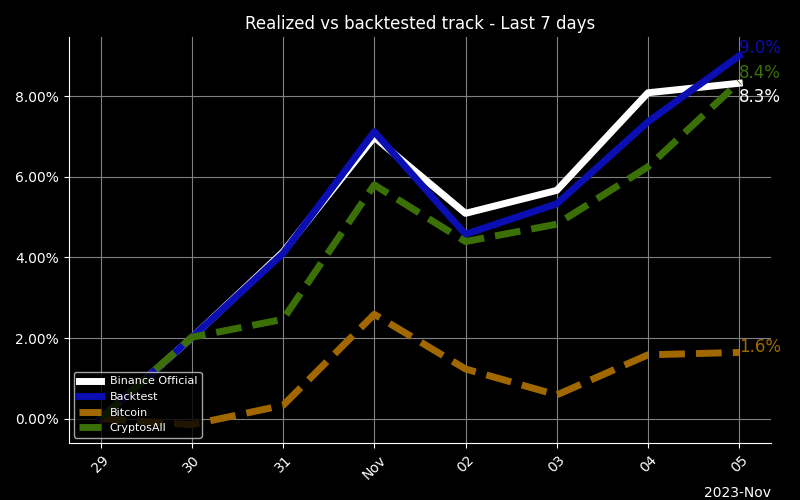 Realized vs backtested track - Last 7 days
9.0%
8.4%
8.3%
8.00%
6.00%
4.00%
2.00%
1.6%
0.00%
Binance Official
Backtest
Bitcoin
CryptosAll
29
30
31
Nov
02
03
04
05
2023-Nov